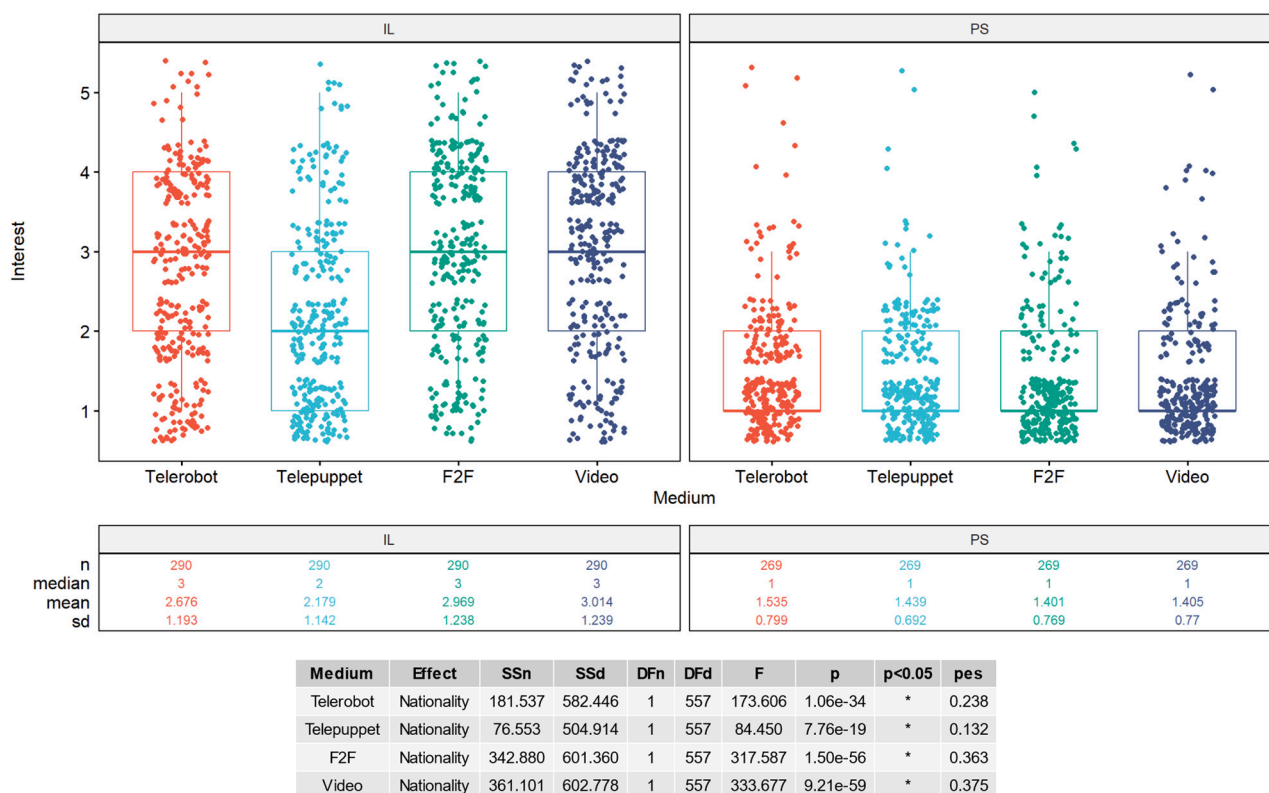 IL PS
Interest
5
4
3
2
1
Telerobot Telepuppet F2F Video Telerobot Telepuppet F2F Video
Medium
IL PS
n 290 290 290 290 269 269 269 269
median 3 2 3 3 1 1 1 1
mean 2.676 2.179 2.969 3.014 1.535 1.439 1.401 1.405
sd 1.193 1.142 1.238 1.239 0.799 0.692 0.769 0.77
Medium Effect SSn SSd DFn DFd F p p<0.05 pes
Telerobot Nationality 181.537 582.446 1 557 173.606 1.06e-34 * 0.238
Telepuppet Nationality 76.553 504.914 1 557 84.450 7.76e-19 * 0.132
F2F Nationality 342.880 601.360 1 557 317.587 1.50e-56 * 0.363
Video Nationality 361.101 602.778 1 557 333.677 9.21e-59 * 0.375